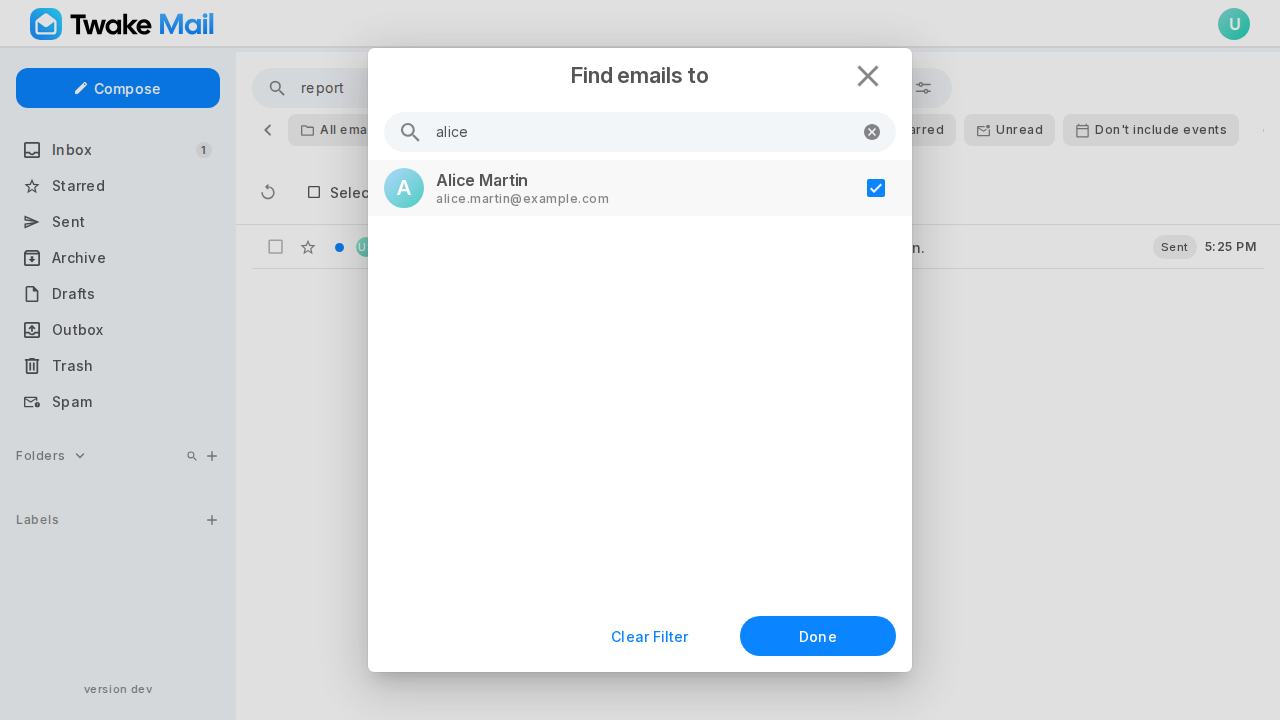 Twake Mail
U
Compose
Inbox
1
Starred
Sent
Archive
Drafts
Outbox
Trash
Spam
Folders
Labels
version dev
report
All ema
arred
Unread
Don't include events
Selec
U
n.
Sent
5:25 PM
Find emails to
alice
A
Alice Martin
alice.martin@example.com
Clear Filter
Done